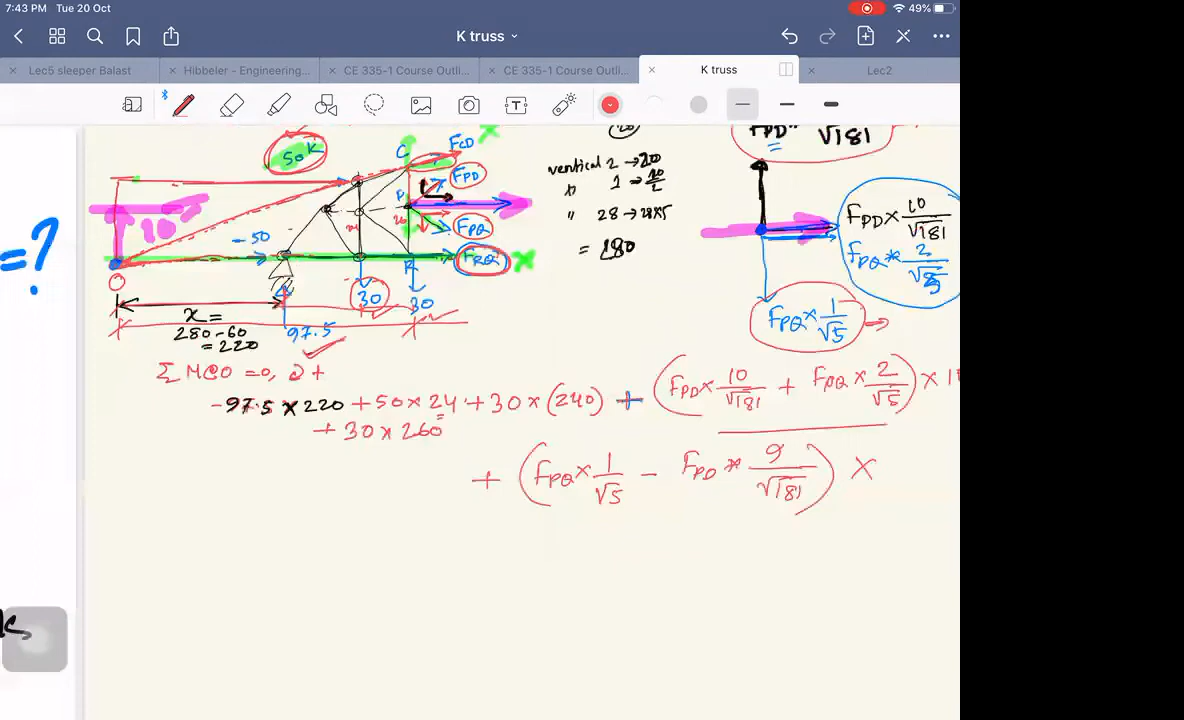 7:43 PM Tue 20 Oct
49%
K truss
Lec5 sleeper Balast
Hibbeler - Engineering...
CE 335-1 Course Outli...
CE 335-1 Course Outli...
K truss
Lec2
=?
50k
C
FCD
X
FPD
P
10
-50
FPQ
FRQ
X
O
R
30
30
x =
280-60
=220
97.5
vertical 2 → 20
1 → 10/2
" 28 →
= 280
FPD
√181
FPD × 10/√181
FPQ * 2/√5
FPQ × 1/√5 →
ΣM@O = 0, +
-97.5 × 220 + 50 × 24 + 30 × (240) + (FPD × 10/√181 + FPQ × 2/√5) × 1
+ 30 × 260
+ (FPQ × 1/√5 - FPD * 9/√181) ×